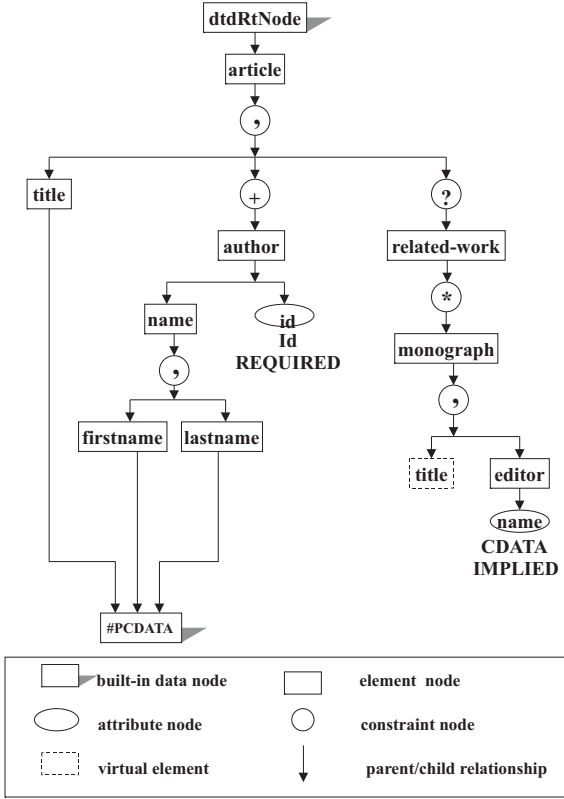 dtdRtNode
article
,
title
+
?
author
related-work
name
id
Id
REQUIRED
*
monograph
,
,
firstname
lastname
title
editor
name
CDATA
IMPLIED
#PCDATA
built-in data node
element node
attribute node
constraint node
virtual element
parent/child relationship